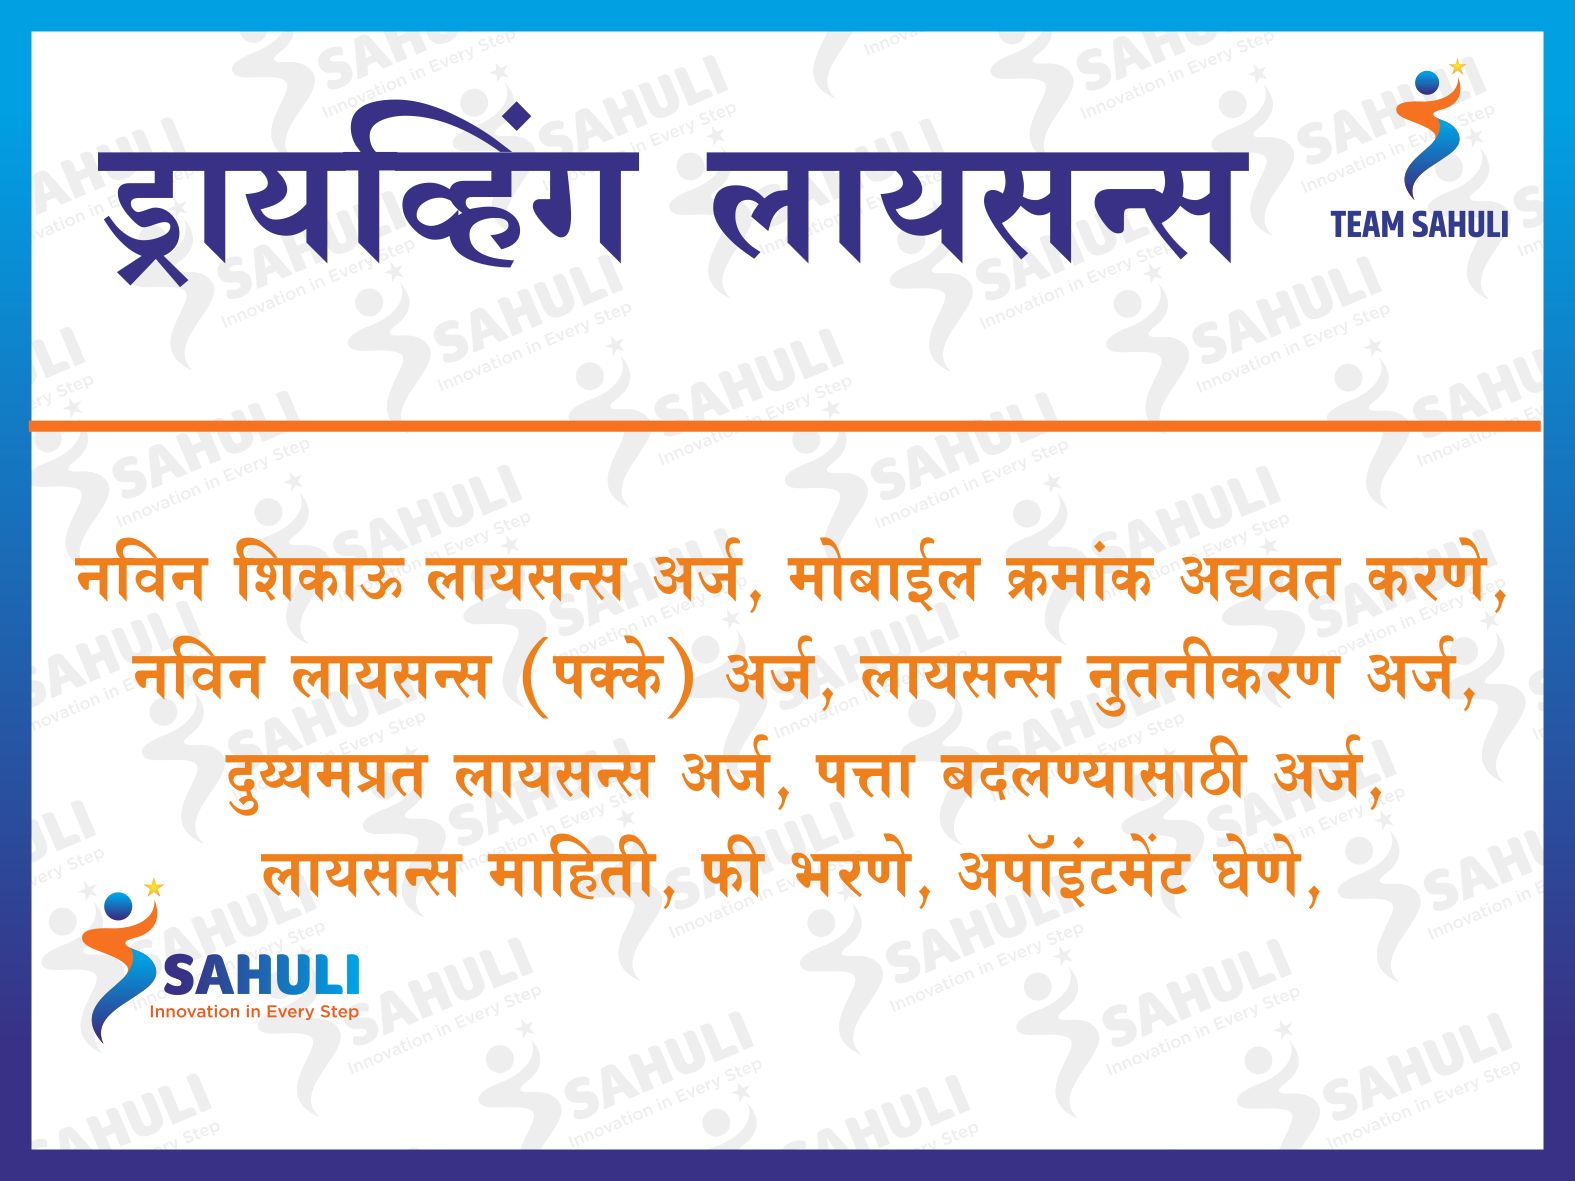 ड्रायव्हिंग लायसन्स
TEAM SAHULI
नविन शिकाऊ लायसन्स अर्ज, मोबाईल क्रमांक अद्यवत करणे,
नविन लायसन्स (पक्के) अर्ज, लायसन्स नुतनीकरण अर्ज,
दुय्यमप्रत लायसन्स अर्ज, पत्ता बदलण्यासाठी अर्ज,
लायसन्स माहिती, फी भरणे, अपॉइंटमेंट घेणे,
SAHULI
Innovation in Every Step